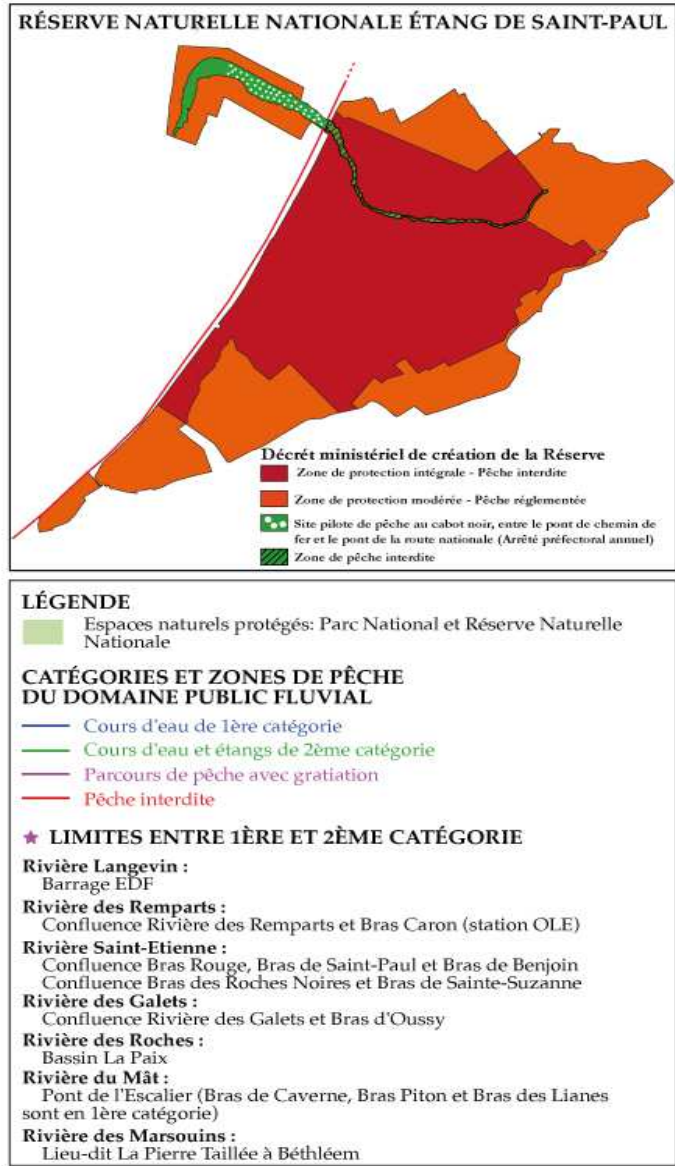 RÉSERVE NATURELLE NATIONALE ÉTANG DE SAINT-PAUL
Décrét ministériel de création de la Réserve
Zone de protection intégrale - Pêche interdite
Zone de protection modérée - Pêche réglementée
Site pilote de pêche au cabot noir, entre le pont de chemin de
fer et le pont de la route nationale (Arrêté préfectoral annuel)
Zone de pêche interdite
LÉGENDE
Espaces naturels protégés: Parc National et Réserve Naturelle
Nationale
CATÉGORIES ET ZONES DE PÊCHE
DU DOMAINE PUBLIC FLUVIAL
Cours d'eau de 1ère catégorie
Cours d'eau et étangs de 2ème catégorie
Parcours de pêche avec gratiation
Pêche interdite
★ LIMITES ENTRE 1ÈRE ET 2ÈME CATÉGORIE
Rivière Langevin :
Barrage EDF
Rivière des Remparts :
Confluence Rivière des Remparts et Bras Caron (station OLE)
Rivière Saint-Etienne :
Confluence Bras Rouge, Bras de Saint-Paul et Bras de Benjoin
Confluence Bras des Roches Noires et Bras de Sainte-Suzanne
Rivière des Galets :
Confluence Rivière des Galets et Bras d'Oussy
Rivière des Roches :
Bassin La Paix
Rivière du Mât :
Pont de l'Escalier (Bras de Caverne, Bras Piton et Bras des Lianes
sont en 1ère catégorie)
Rivière des Marsouins :
Lieu-dit La Pierre Taillée à Béthléem